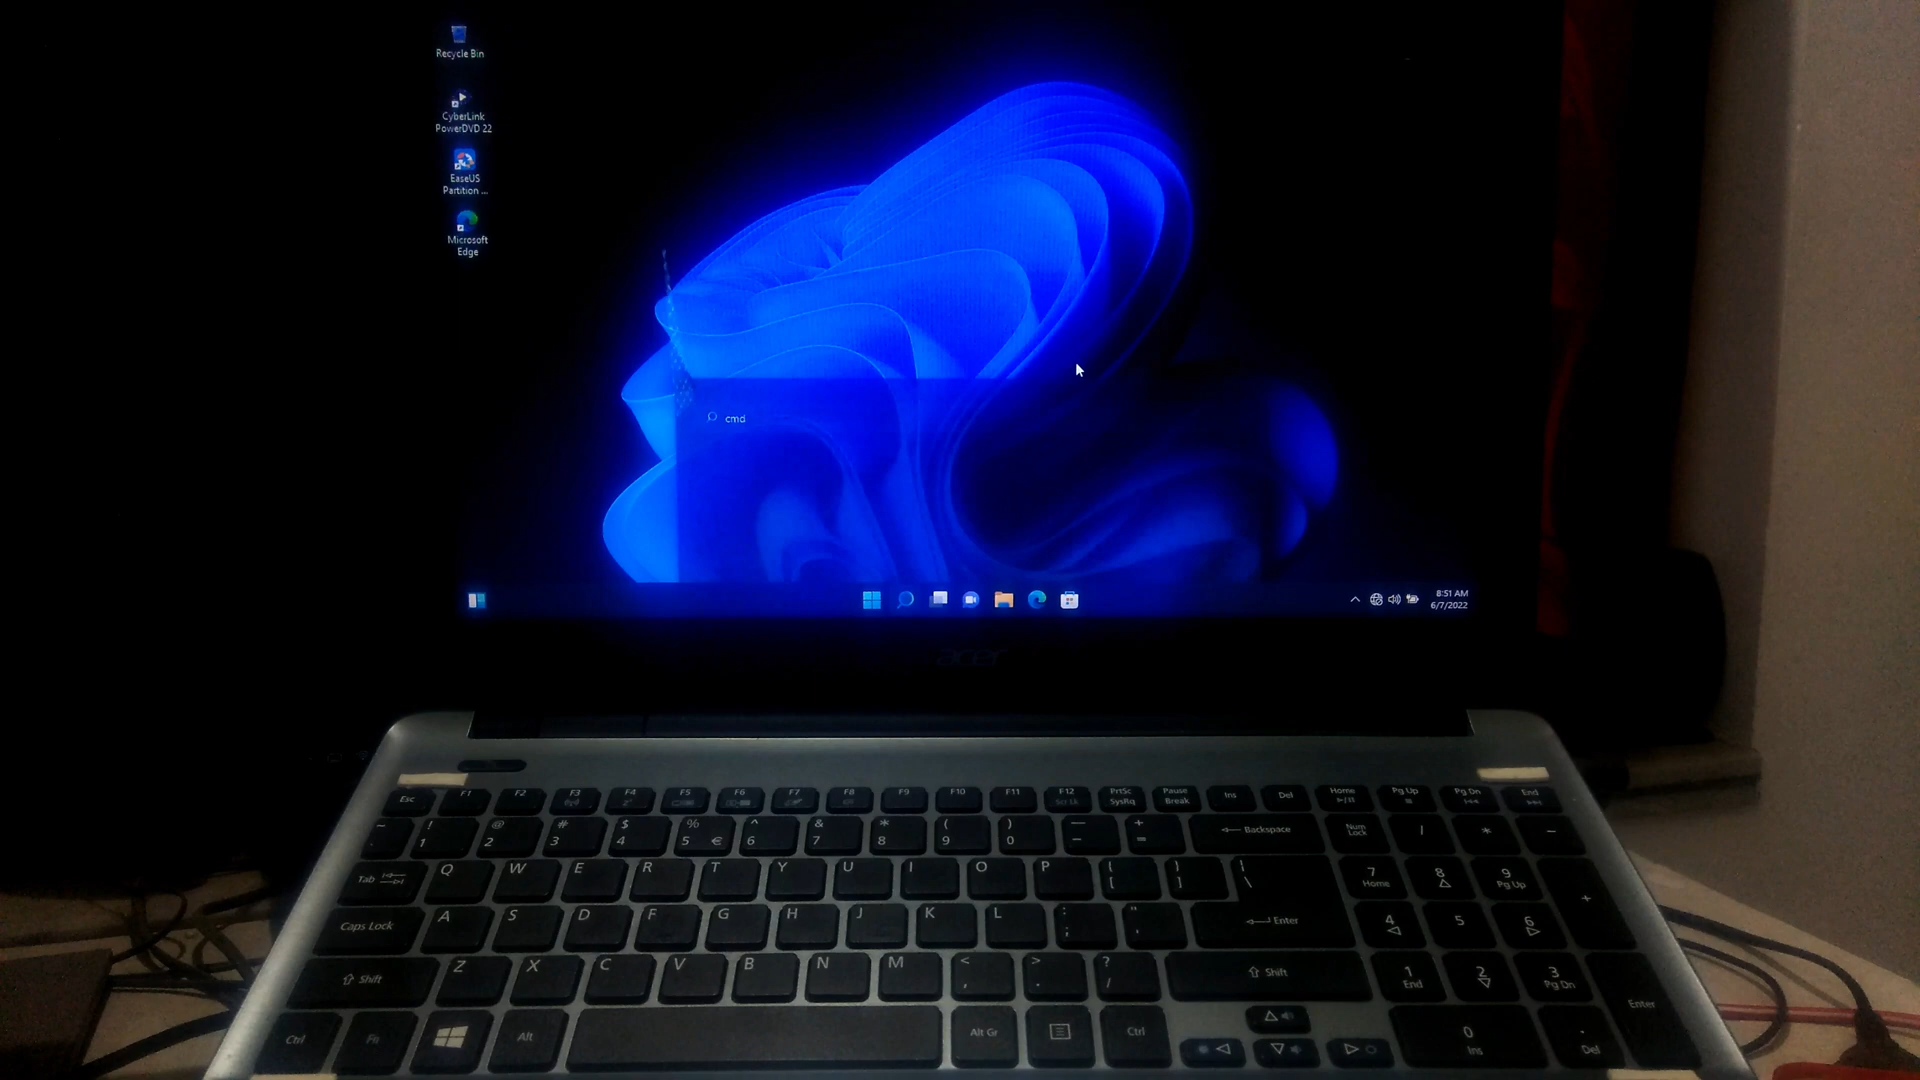 Recycle Bin
CyberLink
PowerDVD 22
EaseUS
Partition ...
Microsoft
Edge
cmd
8:51 AM
6/7/2022
acer
Esc F1 F2 F3 F4 F5 F6 F7 F8 F9 F10 F11 F12 Scr Lk PrtSc SysRq Pause Break Ins Del Home Pg Up Pg Dn End
~ ! 1 @ 2 # 3 $ 4 % 5 € ^ 6 & 7 * 8 ( 9 ) 0 — – + = Backspace Num Lock / * –
Tab Q W E R T Y U I O P { [ } ] | \ 7 Home 8 9 Pg Up +
Caps Lock A S D F G H J K L : ; " ' Enter 4 5 6
Shift Z X C V B N M < , > . ? / Shift 1 End 2 3 Pg Dn Enter
Ctrl Fn Alt Alt Gr Ctrl 0 Ins . Del